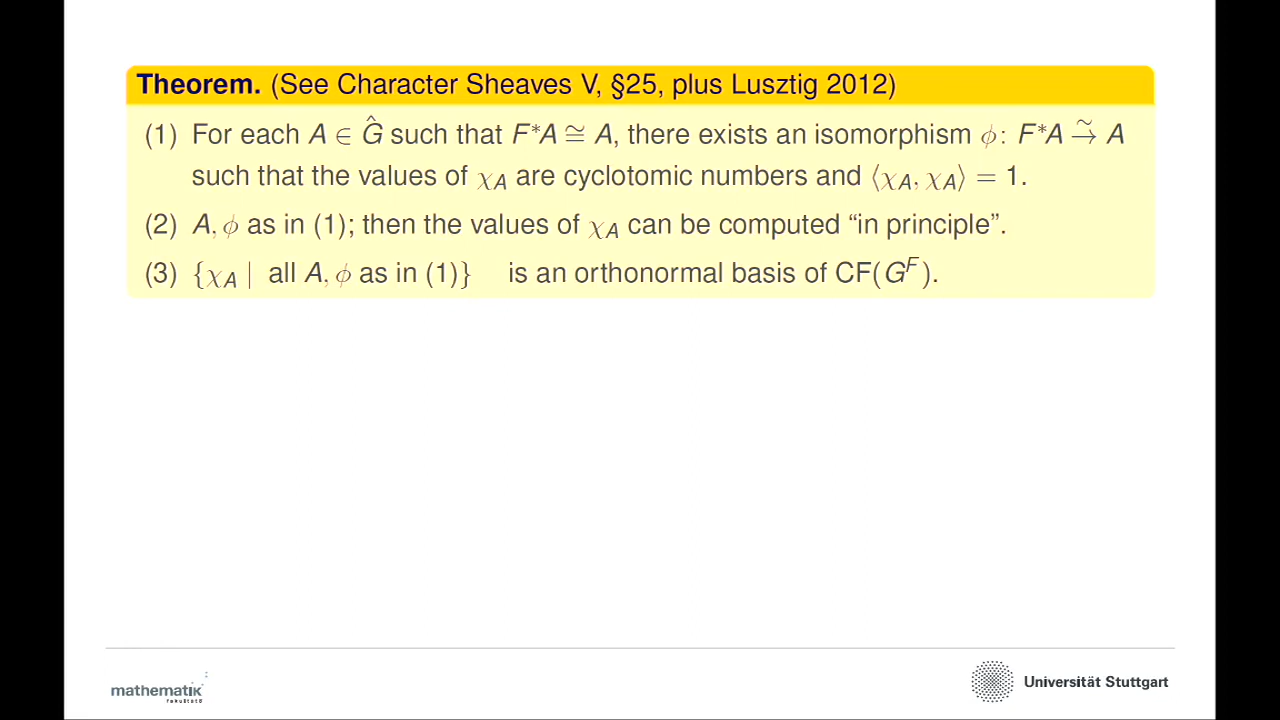 Theorem. (See Character Sheaves V, §25, plus Lusztig 2012)
(1) For each A ∈ Ĝ such that F*A ≅ A, there exists an isomorphism ϕ: F*A →̃ A
such that the values of χ_A are cyclotomic numbers and ⟨χ_A, χ_A⟩ = 1.
(2) A, ϕ as in (1); then the values of χ_A can be computed “in principle”.
(3) {χ_A | all A, ϕ as in (1)} is an orthonormal basis of CF(G^F).
mathematik
fakultät
Universität Stuttgart